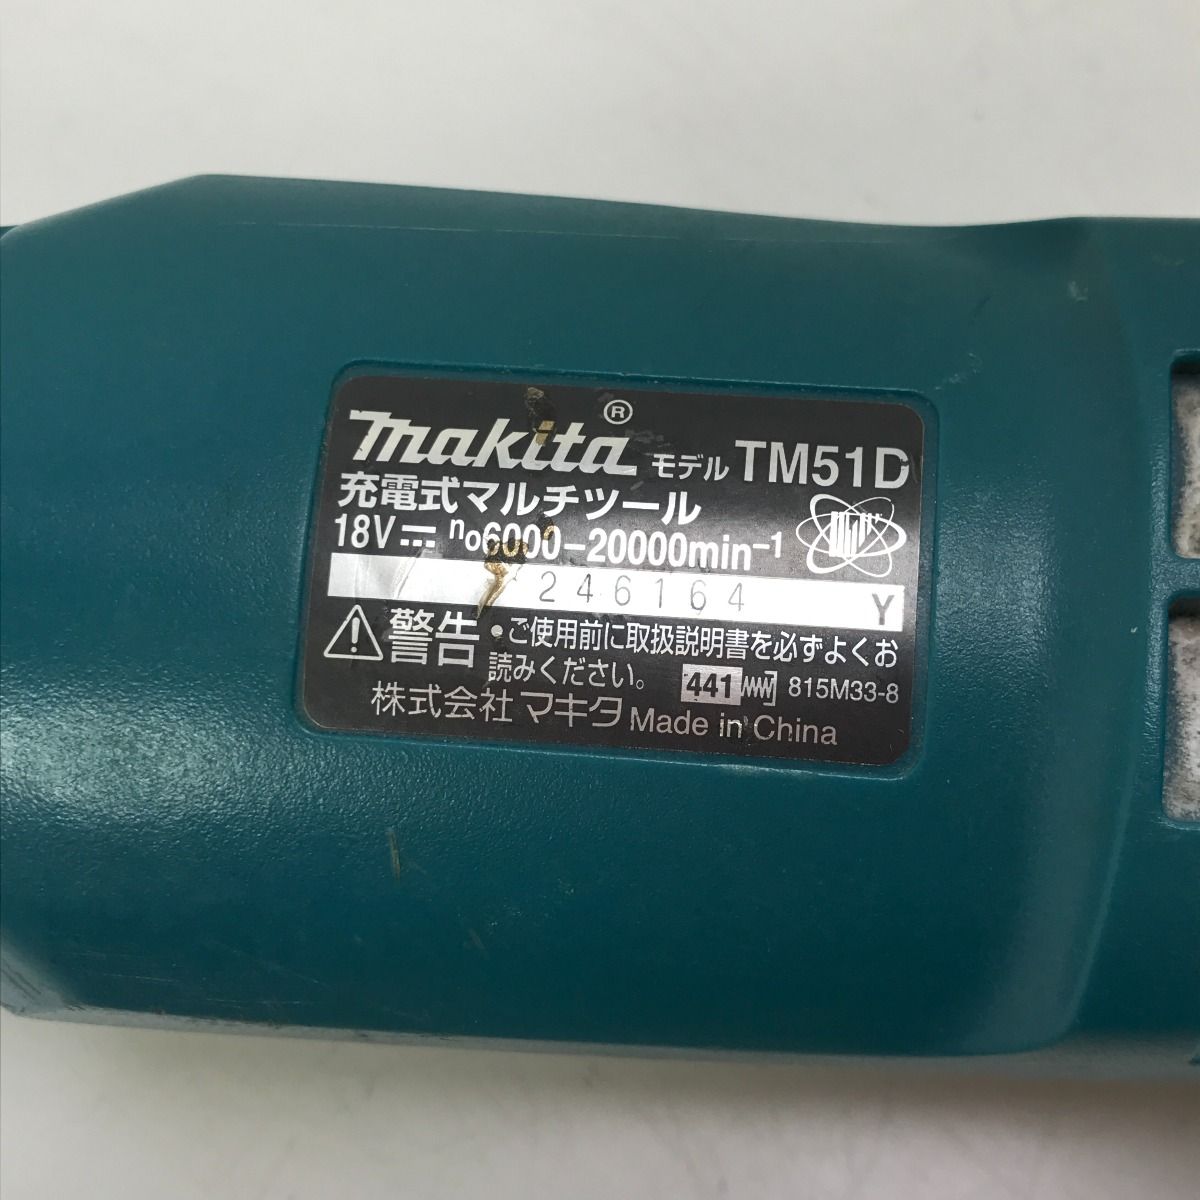 makita® モデル TM51D
充電式マルチツール
18V⎓ n₀6000-20000min⁻¹
246164 Y
⚠警告 •ご使用前に取扱説明書を必ずよくお
読みください。 441 815M33-8
株式会社 マキタ Made in China